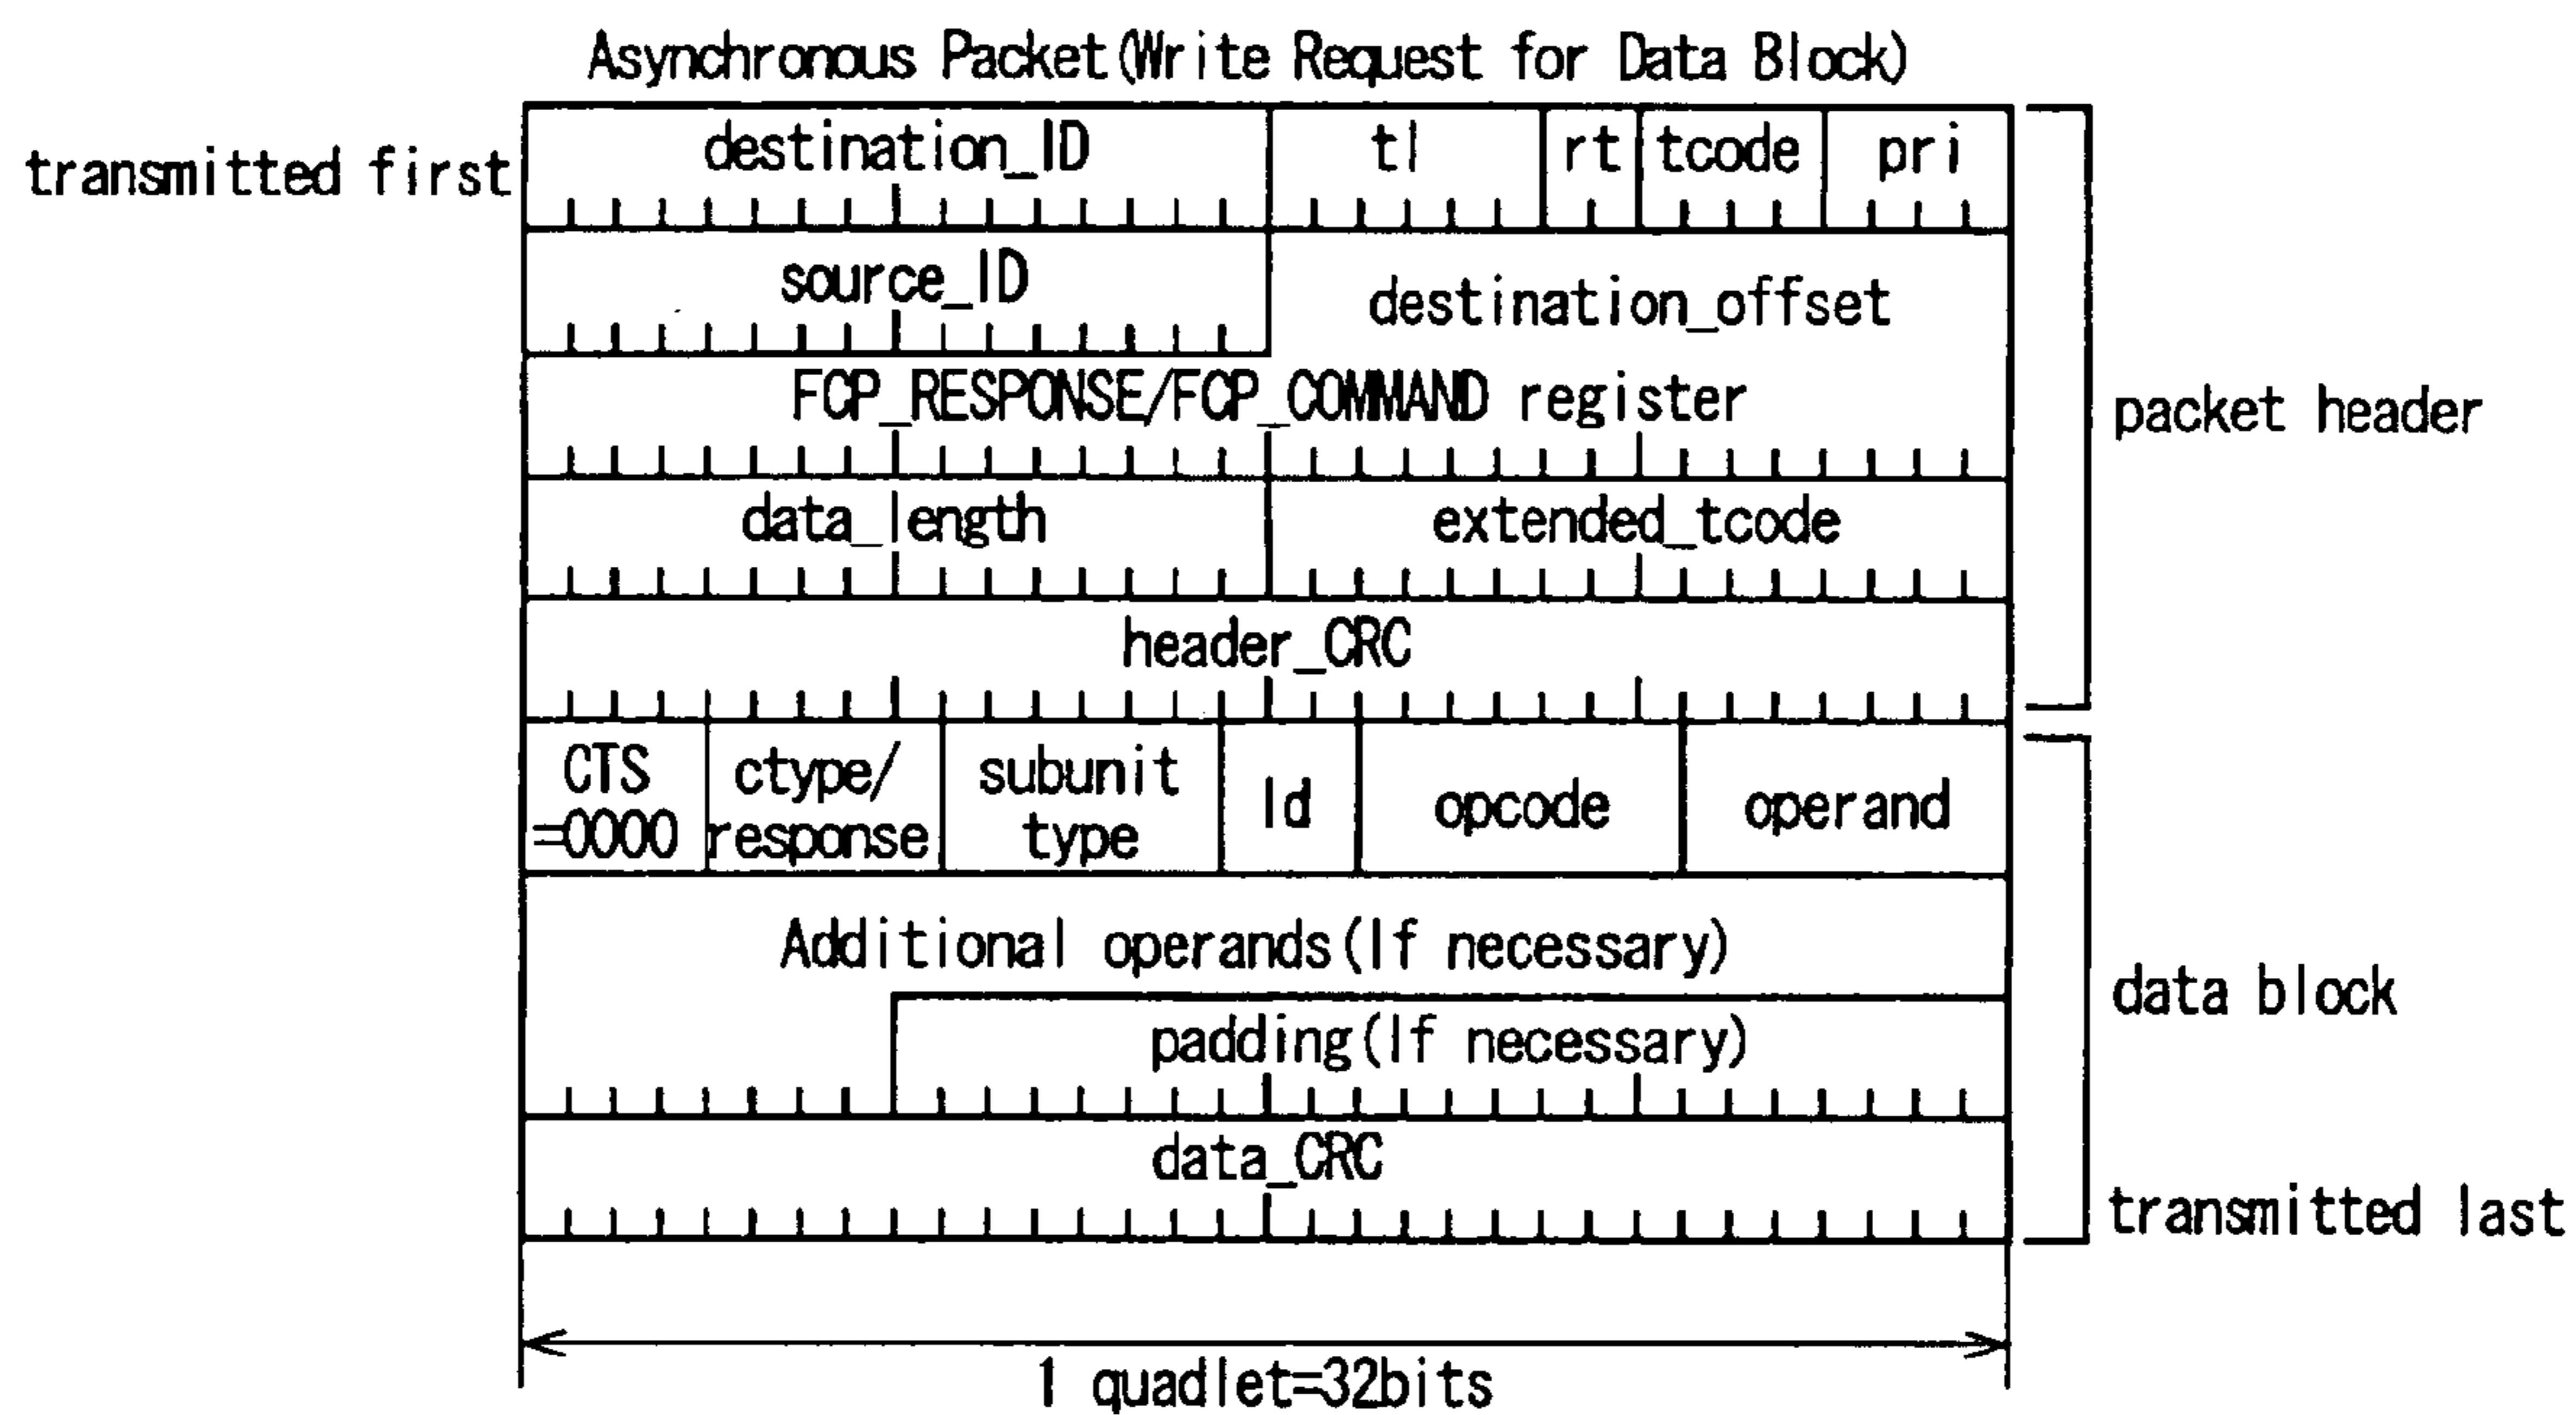 Asynchronous Packet(Write Request for Data Block)
transmitted first
destination_ID tl rt tcode pri
source_ID
destination_offset
FCP_RESPONSE/FCP_COMMAND register
packet header
data_length extended_tcode
header_CRC
CTS
=0000
ctype/
response
subunit
type
Id
opcode
operand
Additional operands(If necessary)
padding(If necessary)
data block
data_CRC
transmitted last
1 quadlet=32bits